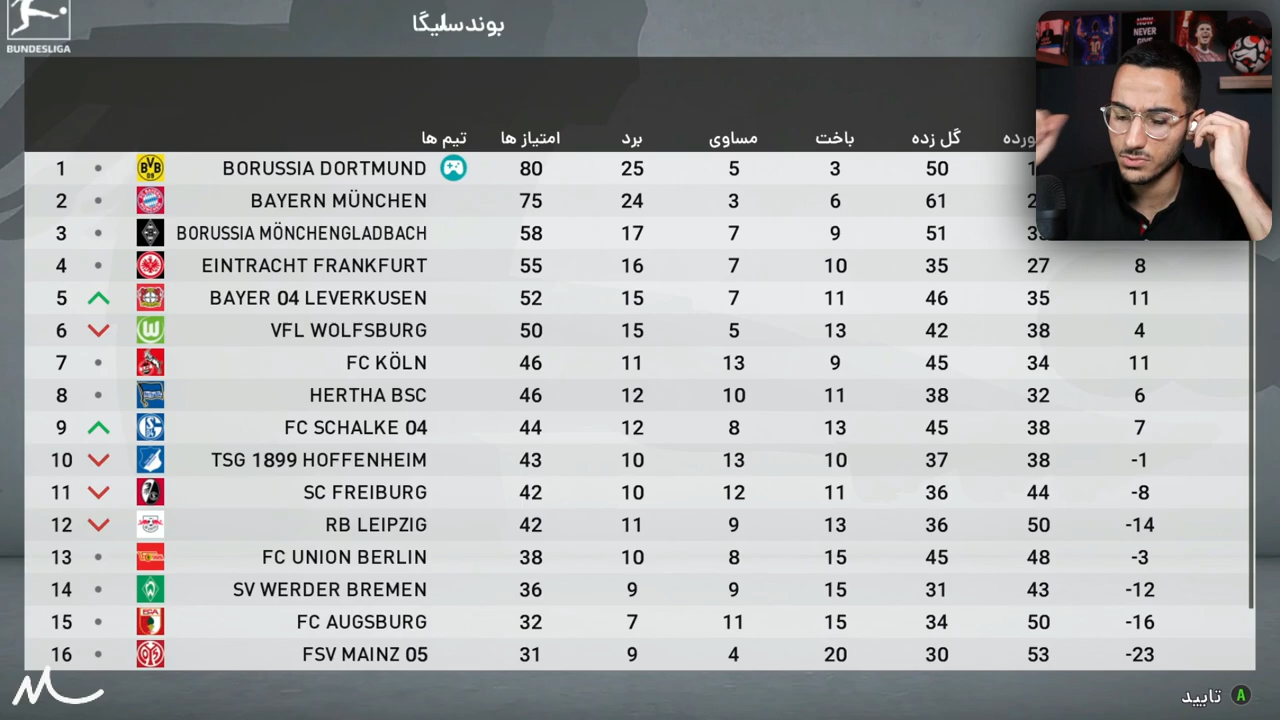 BUNDESLIGA
بوندسلیگا
تیم ها امتیاز ها برد مساوی باخت گل زده
1 BORUSSIA DORTMUND 80 25 5 3 50
2 BAYERN MÜNCHEN 75 24 3 6 61
3 BORUSSIA MÖNCHENGLADBACH 58 17 7 9 51
4 EINTRACHT FRANKFURT 55 16 7 10 35 27 8
5 BAYER 04 LEVERKUSEN 52 15 7 11 46 35 11
6 VFL WOLFSBURG 50 15 5 13 42 38 4
7 FC KÖLN 46 11 13 9 45 34 11
8 HERTHA BSC 46 12 10 11 38 32 6
9 FC SCHALKE 04 44 12 8 13 45 38 7
10 TSG 1899 HOFFENHEIM 43 10 13 10 37 38 -1
11 SC FREIBURG 42 10 12 11 36 44 -8
12 RB LEIPZIG 42 11 9 13 36 50 -14
13 FC UNION BERLIN 38 10 8 15 45 48 -3
14 SV WERDER BREMEN 36 9 9 15 31 43 -12
15 FC AUGSBURG 32 7 11 15 34 50 -16
16 FSV MAINZ 05 31 9 4 20 30 53 -23
تایید A